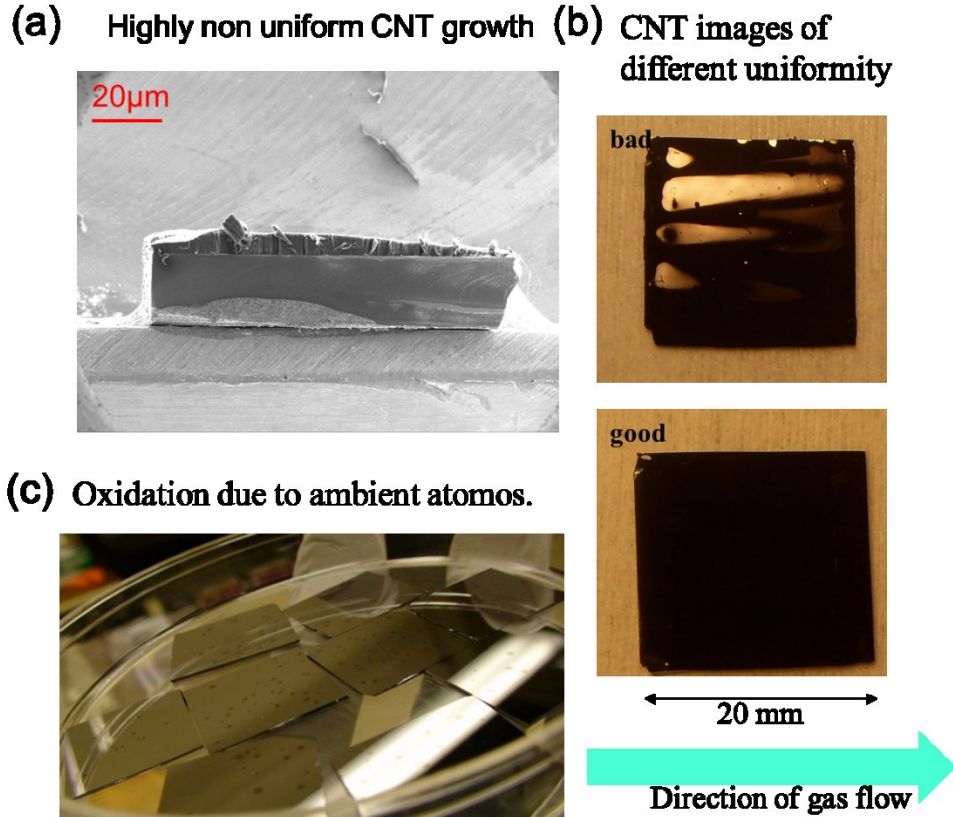 (a) Highly non uniform CNT growth
20μm
(b) CNT images of
different uniformity
bad
good
(c) Oxidation due to ambient atomos.
20 mm
Direction of gas flow